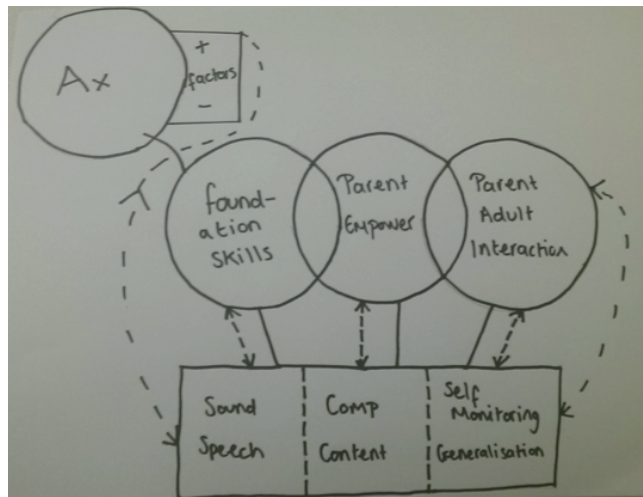 Ax
+
factors
-
found-
ation
skills
Parent
Empower
Parent
Adult
Interaction
Sound
Speech
Comp
Content
Self
Monitoring
Generalisation